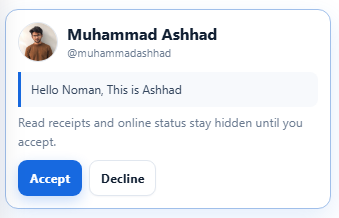 Muhammad Ashhad
@muhammadashhad
Hello Noman, This is Ashhad
Read receipts and online status stay hidden until you
accept.
Accept Decline